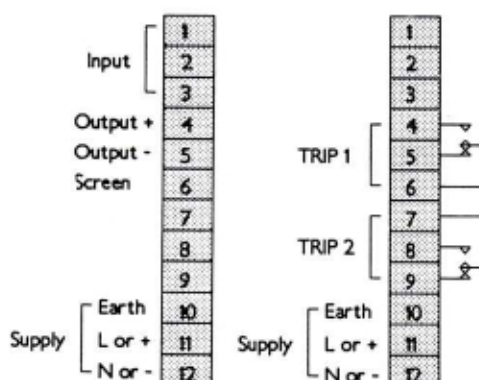 1 1
Input 2 2
3 3
Output + 4 4
Output - 5 TRIP 1 5
Screen 6 6
7 7
8 TRIP 2 8
9 9
Earth 10 Earth 10
Supply L or + 11 Supply L or + 11
N or - 12 N or - 12